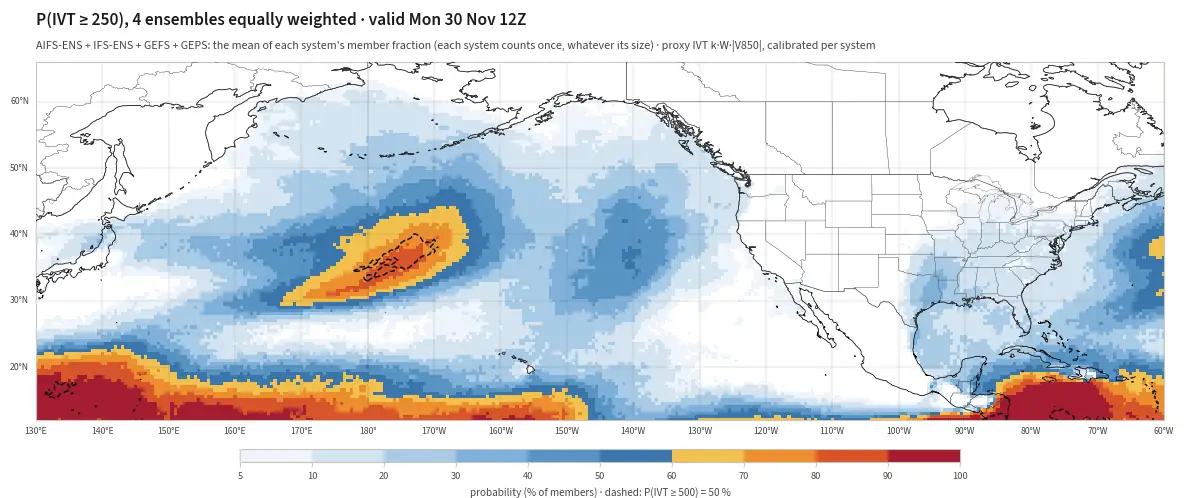 P(IVT ≥ 250), 4 ensembles equally weighted · valid Mon 30 Nov 12Z
AIFS-ENS + IFS-ENS + GEFS + GEPS: the mean of each system's member fraction (each system counts once, whatever its size) · proxy IVT k·W·|V850|, calibrated per system
60°N
50°N
40°N
30°N
20°N
130°E 140°E 150°E 160°E 170°E 180° 170°W 160°W 150°W 140°W 130°W 120°W 110°W 100°W 90°W 80°W 70°W 60°W
5 10 20 30 40 50 60 70 80 90 100
probability (% of members) · dashed: P(IVT ≥ 500) = 50 %